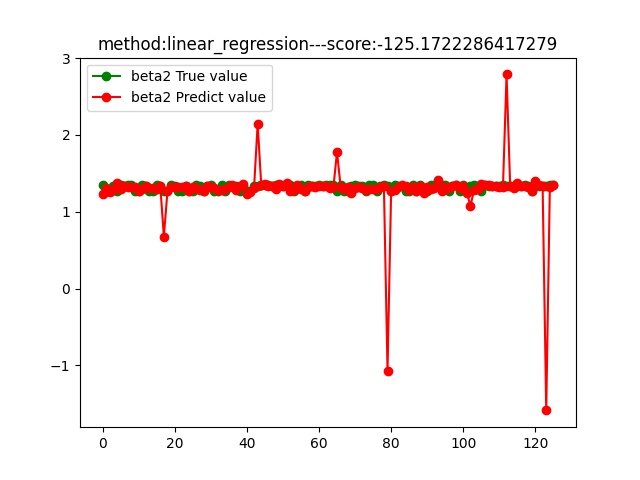 method:linear_regression---score:-125.1722286417279
beta2 True value
beta2 Predict value
3
2
1
0
−1
0 20 40 60 80 100 120